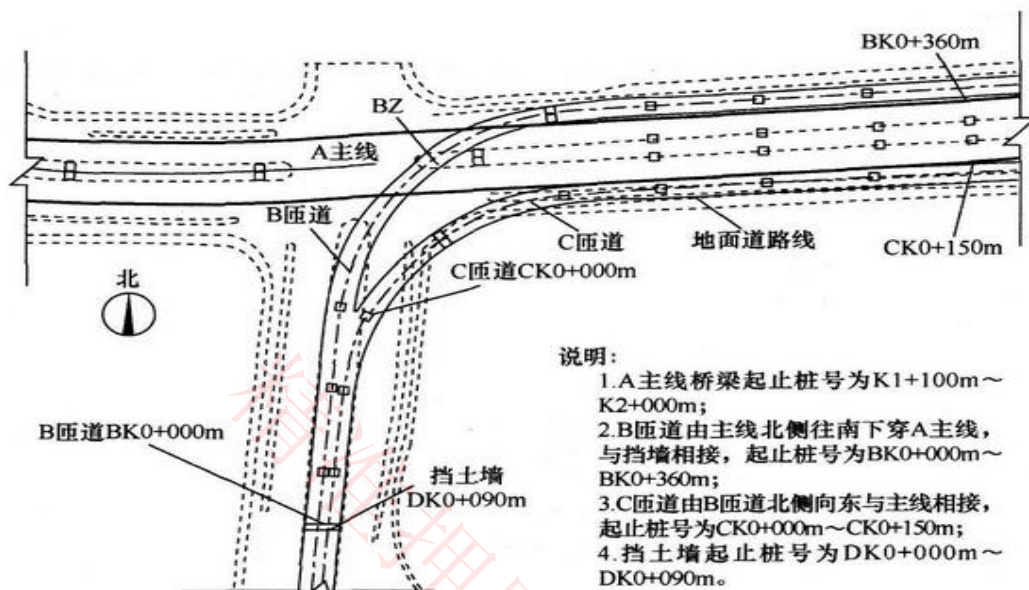 BK0+360m
BZ
A主线
B匝道
C匝道
地面道路线
CK0+150m
C匝道CK0+000m
北
说明：
1.A主线桥梁起止桩号为K1+100m～
K2+000m；
2.B匝道由主线北侧往南下穿A主线，
与挡墙相接，起止桩号为BK0+000m～
BK0+360m；
3.C匝道由B匝道北侧向东与主线相接，
起止桩号为CK0+000m～CK0+150m；
4.挡土墙起止桩号为DK0+000m～
DK0+090m。
B匝道BK0+000m
挡土墙
DK0+090m
精准押